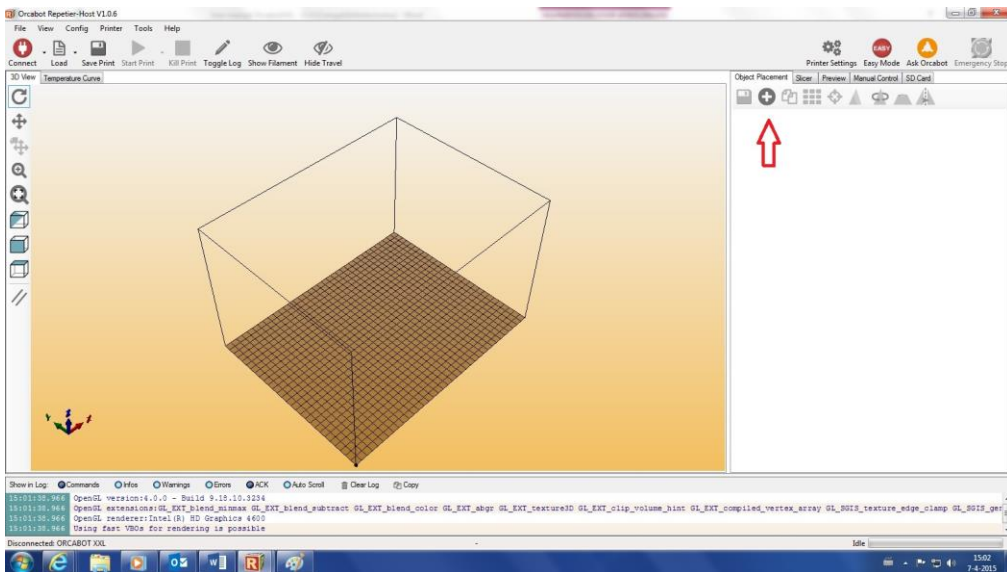 Orcabot Repetier-Host V1.0.6
File View Config Printer Tools Help
Connect Load Save Print Start Print Kill Print Toggle Log Show Filament Hide Travel Printer Settings Easy Mode Ask Orcabot Emergency Stop
EASY
3D View Temperature Curve Object Placement Slicer Preview Manual Control SD Card
Y Z X
Show in Log: Commands Infos Warnings Errors ACK Auto Scroll Clear Log Copy
15:01:38.966 OpenGL version:4.0.0 - Build 9.18.10.3234
15:01:38.966 OpenGL extensions:GL_EXT_blend_minmax GL_EXT_blend_subtract GL_EXT_blend_color GL_EXT_abgr GL_EXT_texture3D GL_EXT_clip_volume_hint GL_EXT_compiled_vertex_array GL_SGIS_texture_edge_clamp GL_SGIS_gen
15:01:38.966 OpenGL renderer:Intel(R) HD Graphics 4600
15:01:38.966 Using fast VBOs for rendering is possible
Disconnected: ORCABOT XXL - Idle
15:02
7-4-2015